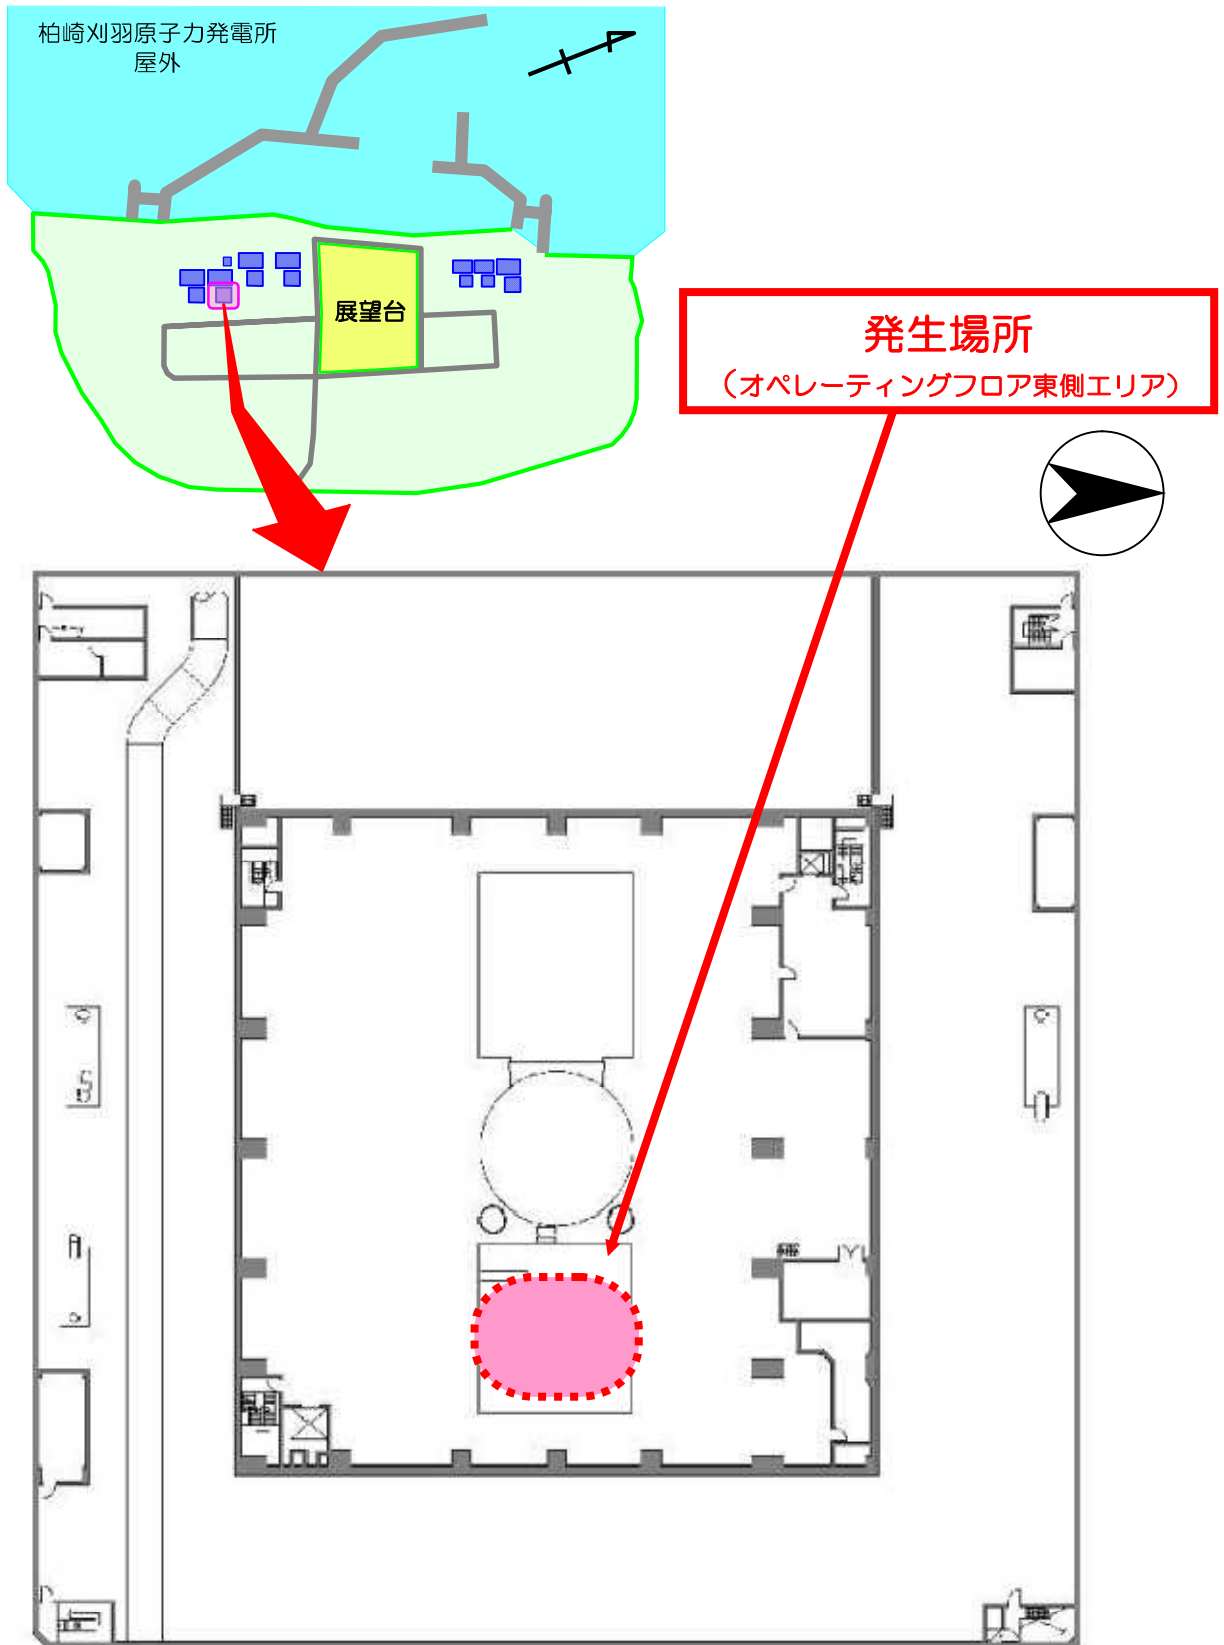 柏崎刈羽原子力発電所
屋外
展望台
発生場所
（オペレーティングフロア東側エリア）